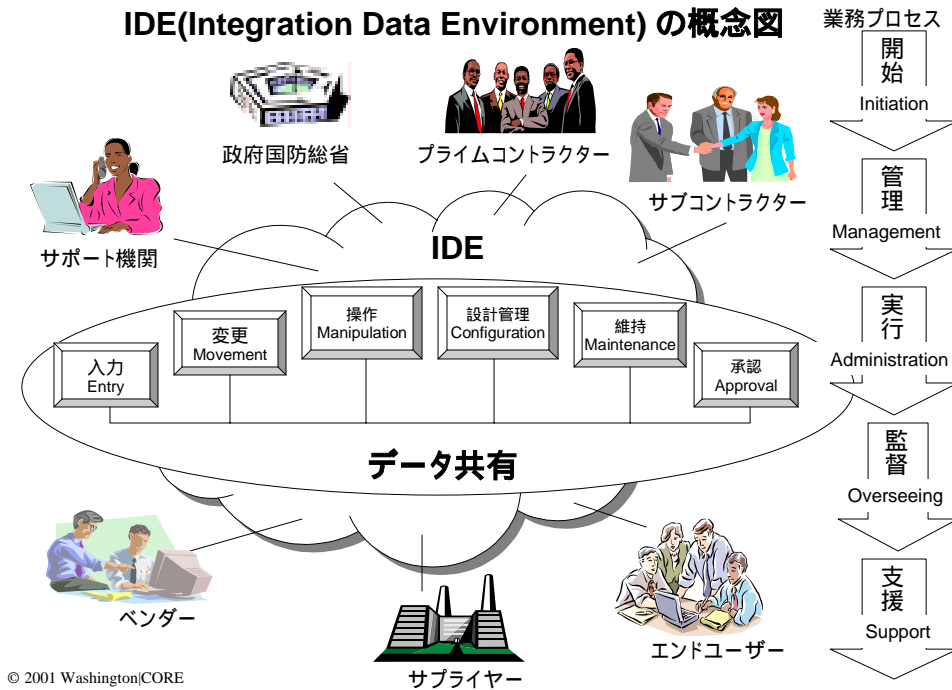 IDE(Integration Data Environment) の概念図
業務プロセス
開始
Initiation
政府国防総省
プライムコントラクター
サブコントラクター
サポート機関
管理
Management
IDE
入力
Entry
変更
Movement
操作
Manipulation
設計管理
Configuration
維持
Maintenance
承認
Approval
実行
Administration
データ共有
監督
Overseeing
ベンダー
サプライヤー
エンドユーザー
支援
Support
© 2001 Washington|CORE